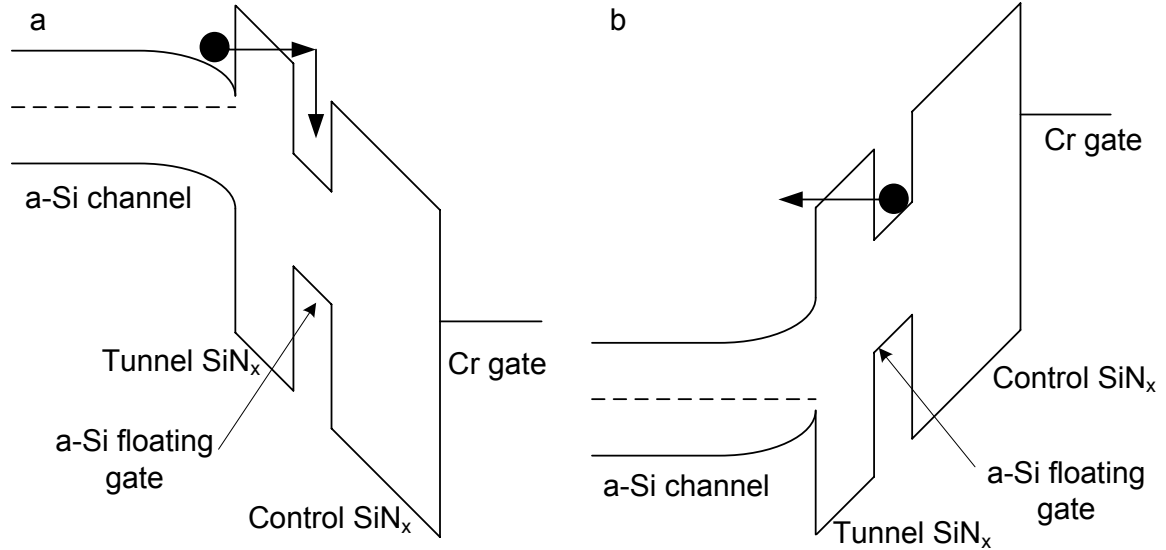 a
a-Si channel
Tunnel SiNx
Cr gate
a-Si floating
gate
Control SiNx
b
Cr gate
Control SiNx
a-Si channel
a-Si floating
gate
Tunnel SiNx